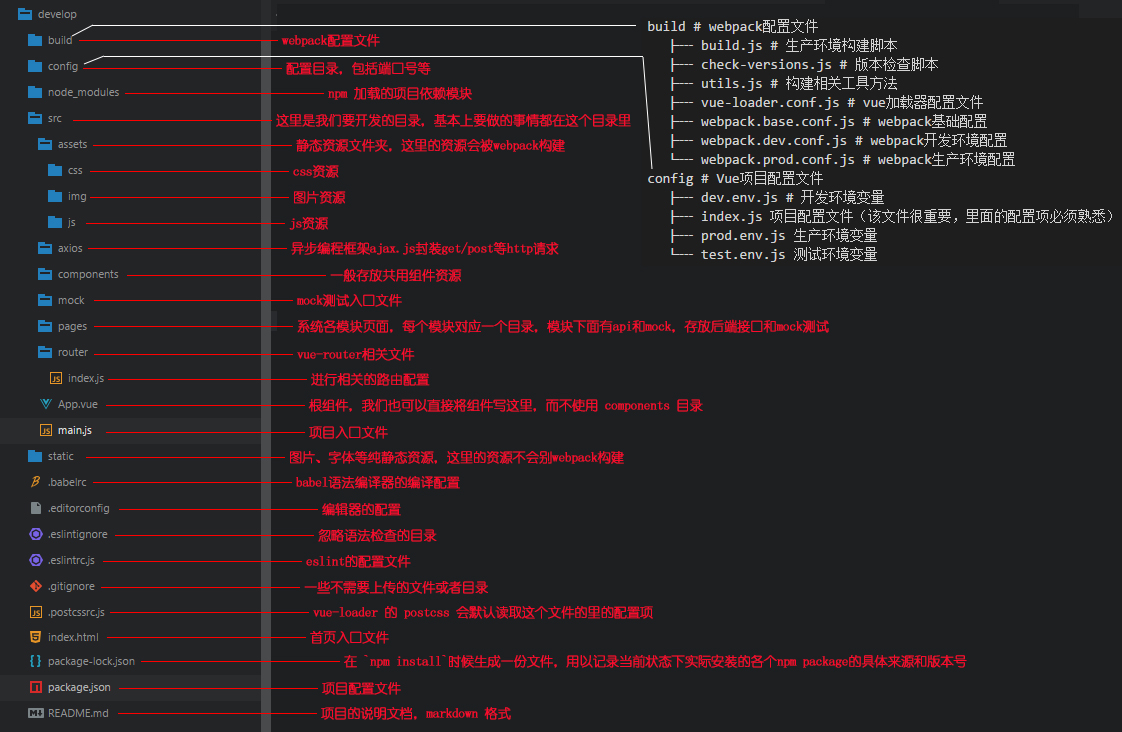 develop
build webpack配置文件
config 配置目录，包括端口号等
node_modules npm 加载的项目依赖模块
src 这里是我们要开发的目录，基本上要做的事情都在这个目录里
assets 静态资源文件夹，这里的资源会被webpack构建
css css资源
img 图片资源
js js资源
axios 异步编程框架ajax.js封装get/post等http请求
components 一般存放共用组件资源
mock mock测试入口文件
pages 系统各模块页面，每个模块对应一个目录，模块下面有api和mock，存放后端接口和mock测试
router vue-router相关文件
index.js 进行相关的路由配置
App.vue 根组件，我们也可以直接将组件写这里，而不使用 components 目录
main.js 项目入口文件
static 图片、字体等纯静态资源，这里的资源不会别webpack构建
.babelrc babel语法编译器的编译配置
.editorconfig 编辑器的配置
.eslintignore 忽略语法检查的目录
.eslintrc.js eslint的配置文件
.gitignore 一些不需要上传的文件或者目录
.postcssrc.js vue-loader 的 postcss 会默认读取这个文件的里的配置项
index.html 首页入口文件
package-lock.json 在 `npm install`时候生成一份文件，用以记录当前状态下实际安装的各个npm package的具体来源和版本号
package.json 项目配置文件
README.md 项目的说明文档，markdown 格式
build # webpack配置文件
├── build.js # 生产环境构建脚本
├── check-versions.js # 版本检查脚本
├── utils.js # 构建相关工具方法
├── vue-loader.conf.js # vue加载器配置文件
├── webpack.base.conf.js # webpack基础配置
├── webpack.dev.conf.js # webpack开发环境配置
└── webpack.prod.conf.js # webpack生产环境配置
config # Vue项目配置文件
├── dev.env.js # 开发环境变量
├── index.js 项目配置文件（该文件很重要，里面的配置项必须熟悉）
├── prod.env.js 生产环境变量
└── test.env.js 测试环境变量